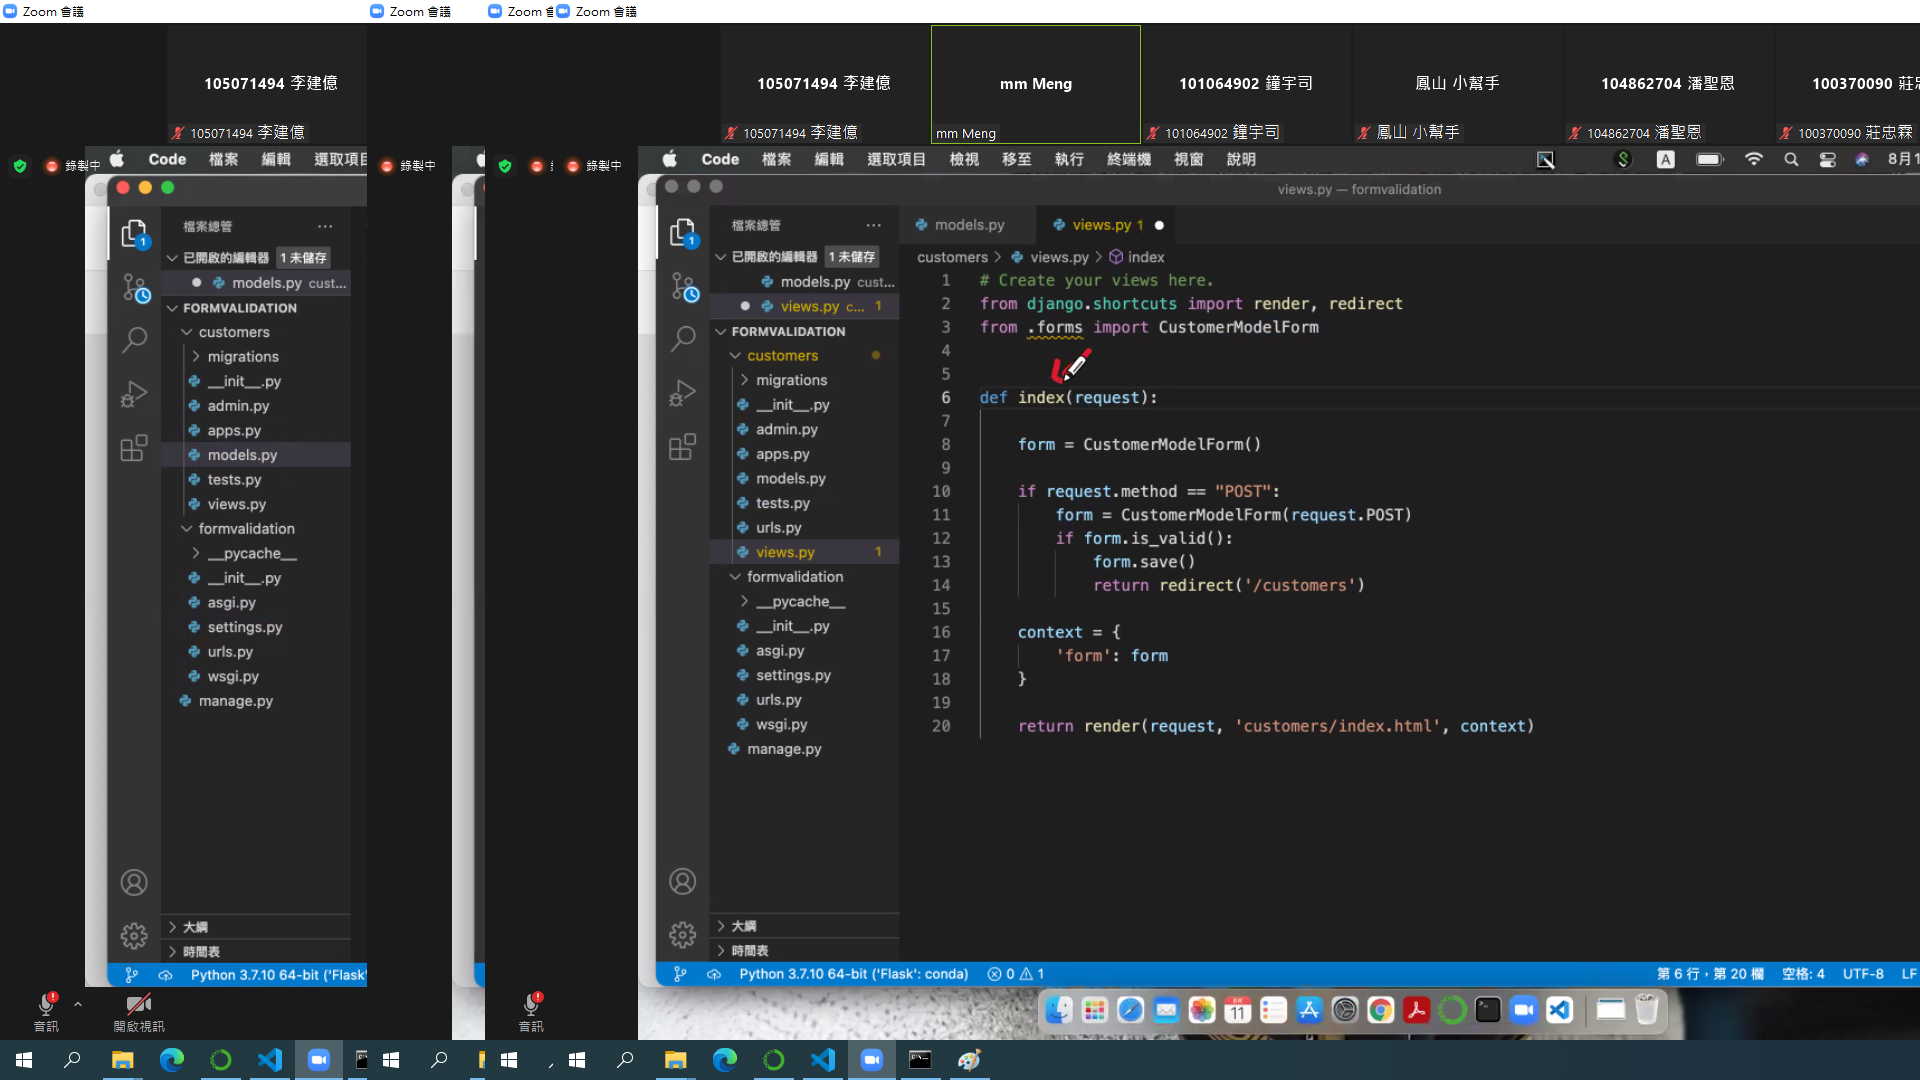 Zoom 會議
Zoom 會議
Zoom 會
Zoom 會議
105071494 李建億
105071494 李建億
mm Meng
101064902 鐘宇司
鳳山 小幫手
104862704 潘聖恩
100370090 莊忠
105071494 李建億
105071494 李建億
mm Meng
101064902 鐘宇司
鳳山 小幫手
104862704 潘聖恩
100370090 莊忠霖
錄製中
Code 檔案 編輯 選取項目
錄製中
錄製中
Code 檔案 編輯 選取項目 檢視 移至 執行 終端機 視窗 說明
A
8月1
檔案總管 ...
已開啟的編輯器 1 未儲存
models.py cust...
FORMVALIDATION
customers
migrations
__init__.py
admin.py
apps.py
models.py
tests.py
views.py
formvalidation
__pycache__
__init__.py
asgi.py
settings.py
urls.py
wsgi.py
manage.py
大綱
時間表
Python 3.7.10 64-bit ('Flask'
音訊
開啟視訊
音訊
views.py — formvalidation
檔案總管 ...
已開啟的編輯器 1 未儲存
models.py cust...
views.py c... 1
FORMVALIDATION
customers
migrations
__init__.py
admin.py
apps.py
models.py
tests.py
urls.py
views.py 1
formvalidation
__pycache__
__init__.py
asgi.py
settings.py
urls.py
wsgi.py
manage.py
大綱
時間表
models.py
views.py 1
customers > views.py > index
1 # Create your views here.
2 from django.shortcuts import render, redirect
3 from .forms import CustomerModelForm
4
5
6 def index(request):
7
8 form = CustomerModelForm()
9
10 if request.method == "POST":
11 form = CustomerModelForm(request.POST)
12 if form.is_valid():
13 form.save()
14 return redirect('/customers')
15
16 context = {
17 'form': form
18 }
19
20 return render(request, 'customers/index.html', context)
Python 3.7.10 64-bit ('Flask': conda) 0 1
第 6 行，第 20 欄 空格: 4 UTF-8 LF
8月
11